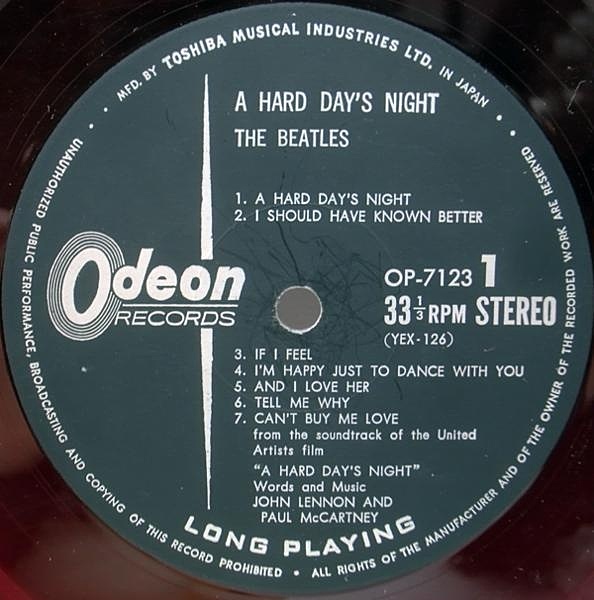 MFD. BY TOSHIBA MUSICAL INDUSTRIES LTD. IN JAPAN
A HARD DAY'S NIGHT
THE BEATLES
1. A HARD DAY'S NIGHT
2. I SHOULD HAVE KNOWN BETTER
Odeon
RECORDS
OP-7123 1
33 1/3 RPM STEREO
(YEX-126)
3. IF I FEEL
4. I'M HAPPY JUST TO DANCE WITH YOU
5. AND I LOVE HER
6. TELL ME WHY
7. CAN'T BUY ME LOVE
from the soundtrack of the United
Artists film
"A HARD DAY'S NIGHT"
Words and Music
JOHN LENNON AND
PAUL McCARTNEY
LONG PLAYING
UNAUTHORIZED PUBLIC PERFORMANCE, BROADCASTING AND COPYING OF THIS RECORD PROHIBITED • ALL RIGHTS OF THE MANUFACTURER AND OF THE OWNER OF THE RECORDED WORK ARE RESERVED